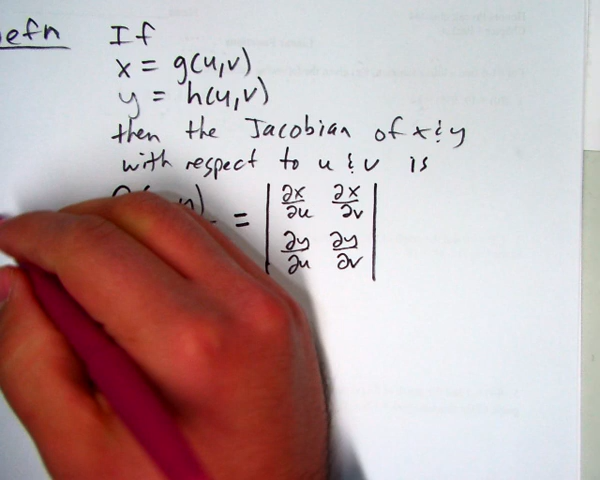 efn If
x = g(u,v)
y = h(u,v)
then the Jacobian of x & y
with respect to u & v is
= | ∂x/∂u ∂x/∂v |
| ∂y/∂u ∂y/∂v |